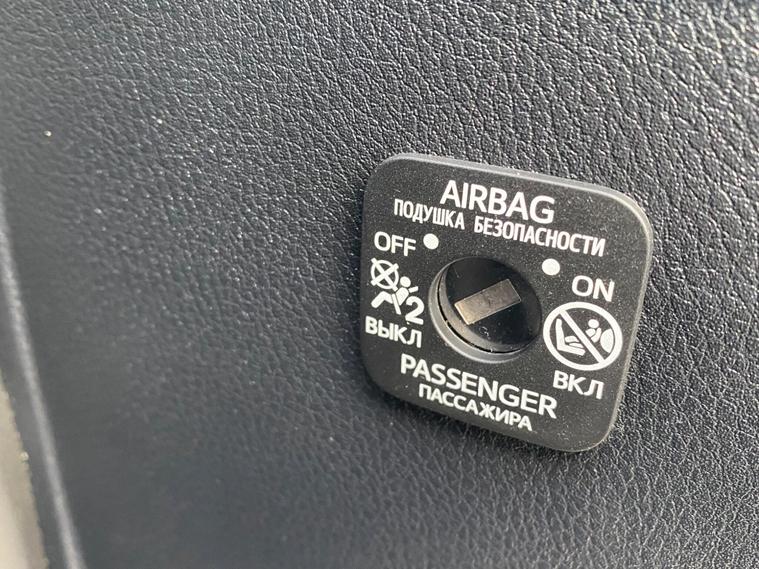 AIRBAG
ПОДУШКА БЕЗОПАСНОСТИ
OFF
ON
2
ВЫКЛ
ВКЛ
PASSENGER
ПАССАЖИРА